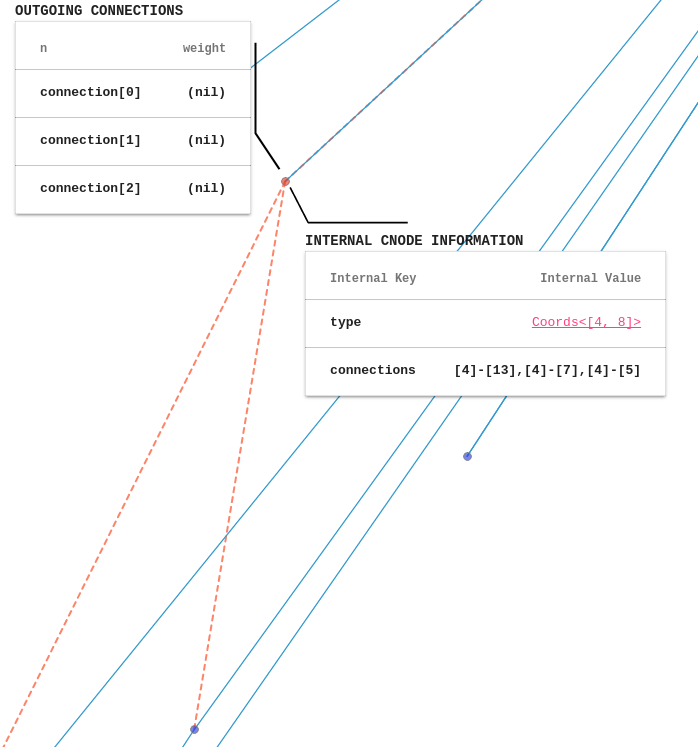 OUTGOING CONNECTIONS
n weight
connection[0] (nil)
connection[1] (nil)
connection[2] (nil)
INTERNAL CNODE INFORMATION
Internal Key Internal Value
type Coords<[4, 8]>
connections [4]-[13],[4]-[7],[4]-[5]